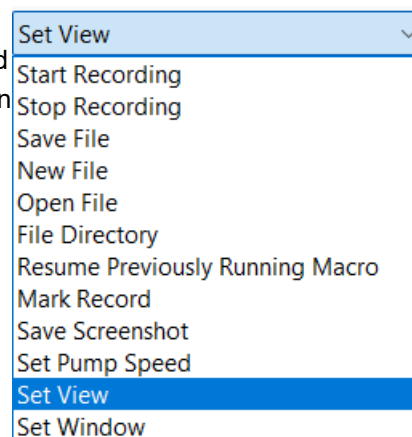 Set View
Start Recording
Stop Recording
Save File
New File
Open File
File Directory
Resume Previously Running Macro
Mark Record
Save Screenshot
Set Pump Speed
Set View
Set Window